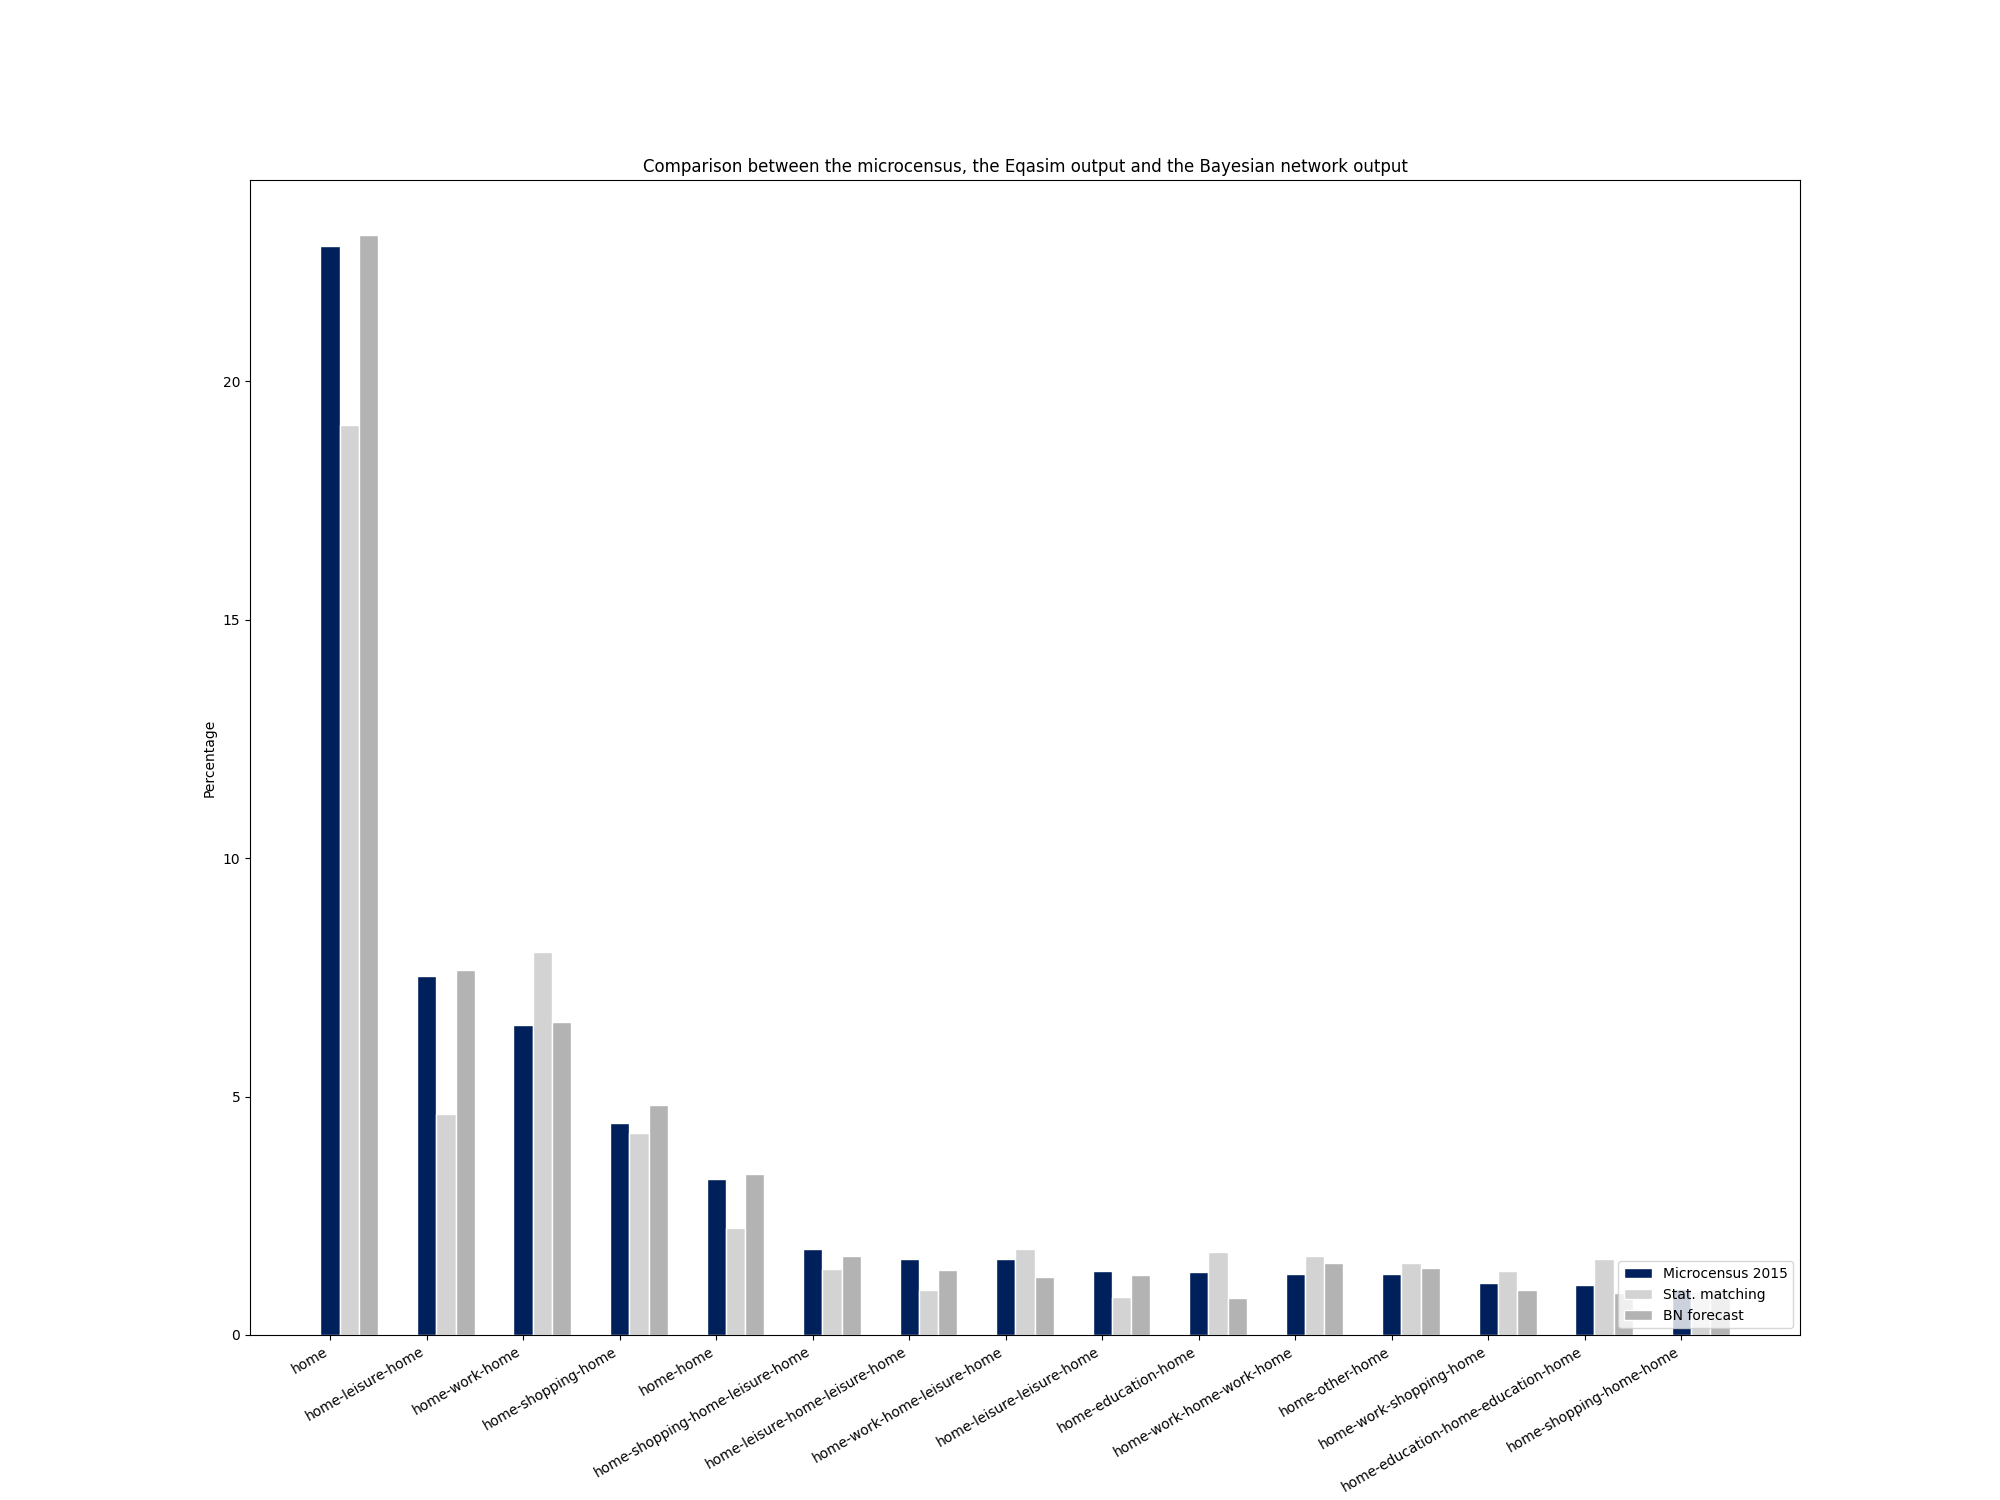 Comparison between the microcensus, the Eqasim output and the Bayesian network output
Percentage
20
15
10
5
0
Microcensus 2015
Stat. matching
BN forecast
home
home-leisure-home
home-work-home
home-shopping-home
home-home
home-shopping-home-leisure-home
home-leisure-home-leisure-home
home-work-home-leisure-home
home-leisure-leisure-home
home-education-home
home-work-home-work-home
home-other-home
home-work-shopping-home
home-education-home-education-home
home-shopping-home-home